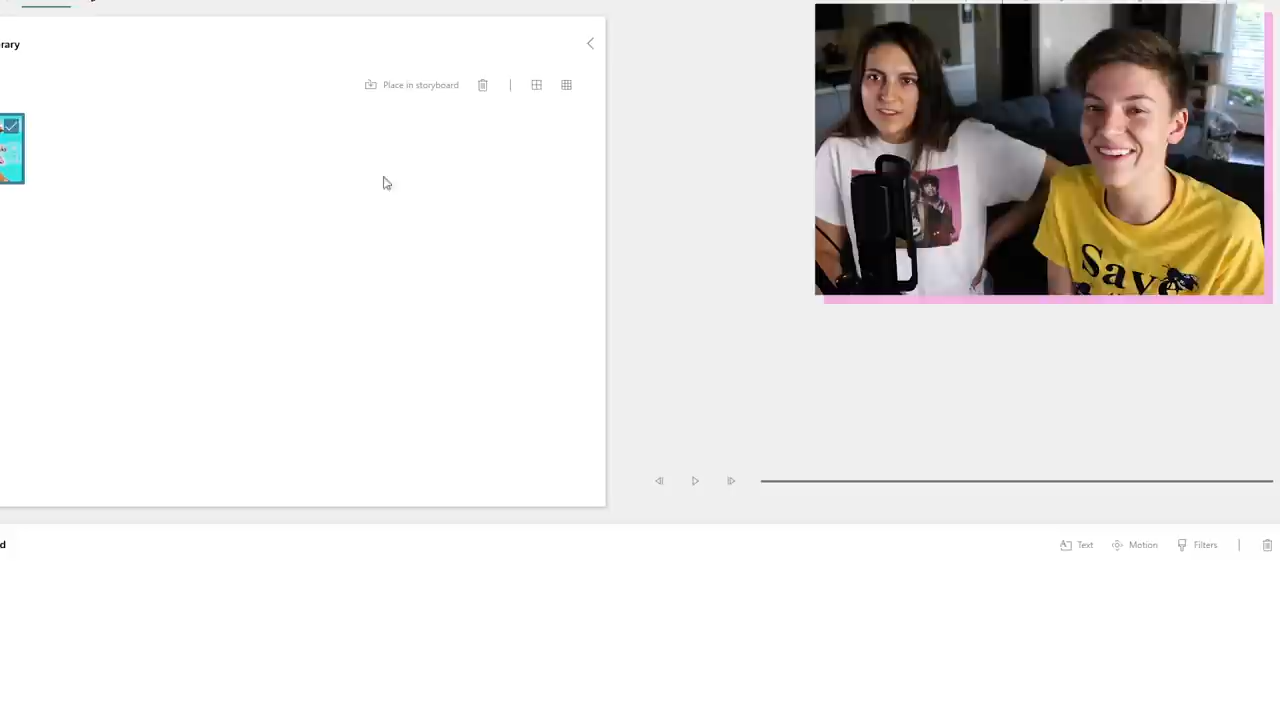 rary
Place in storyboard
Save
d
Text
Motion
Filters